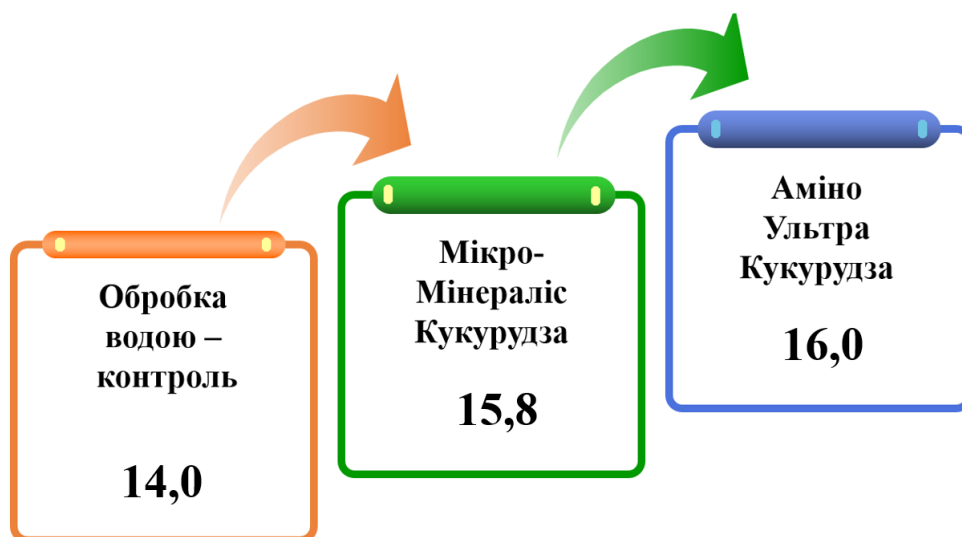 Обробка
водою –
контроль
14,0
Мікро-
Мінераліс
Кукурудза
15,8
Аміно
Ультра
Кукурудза
16,0